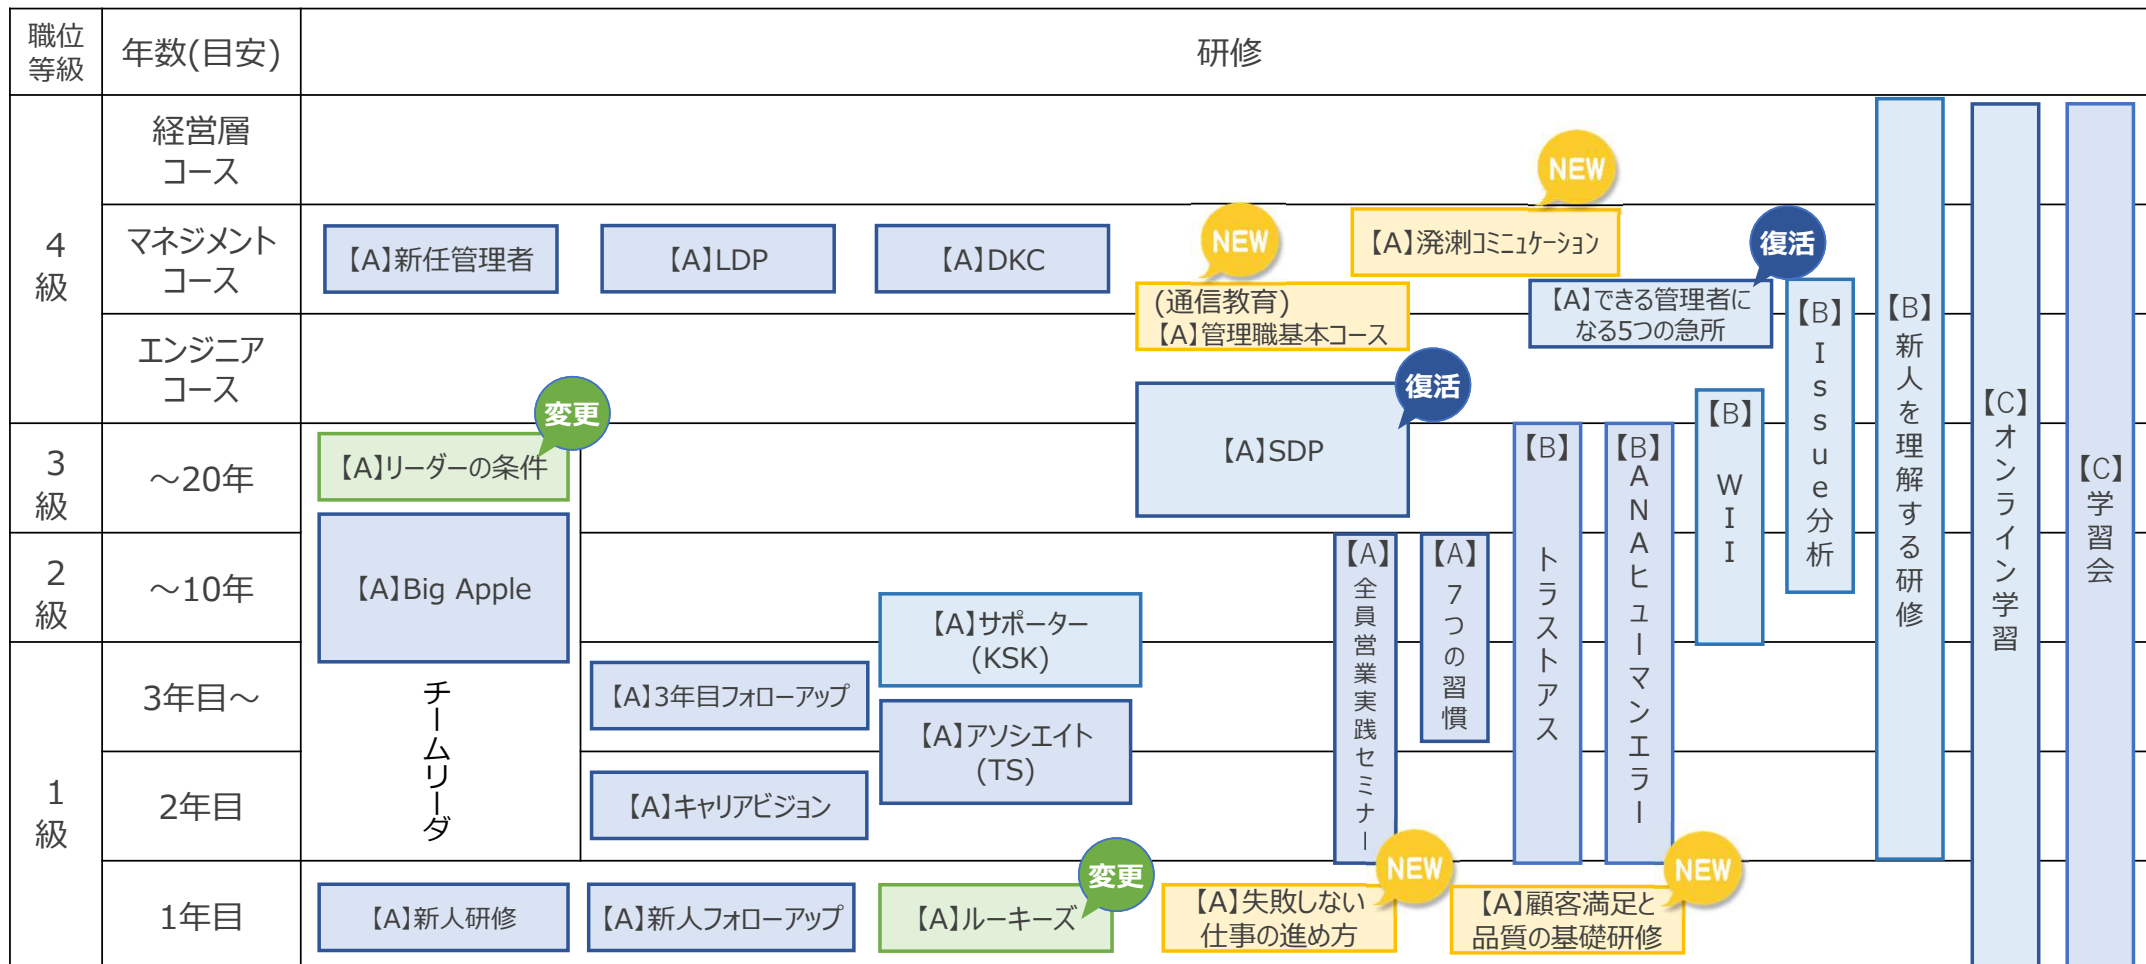 職位
等級
年数(目安)
研修
4
級
経営層
コース
マネジメント
コース
エンジニア
コース
3
級
～20年
2
級
～10年
1
級
3年目～
2年目
1年目
【A】新任管理者
【A】LDP
【A】DKC
NEW
(通信教育)
【A】管理職基本コース
NEW
【A】溌溂コミュニケーション
復活
【A】できる管理者に
なる5つの急所
変更
【A】リーダーの条件
【A】Big Apple
チームリーダ
復活
【A】SDP
【A】サポーター
(KSK)
【A】3年目フォローアップ
【A】アソシエイト
(TS)
【A】キャリアビジョン
【A】新人研修
【A】新人フォローアップ
変更
【A】ルーキーズ
NEW
【A】失敗しない
仕事の進め方
NEW
【A】顧客満足と
品質の基礎研修
【A】全員営業実践セミナー
【A】7つの習慣
【B】トラストアス
【B】ANAヒューマンエラー
【B】WII
【B】Issue分析
【B】新人を理解する研修
【C】オンライン学習
【C】学習会